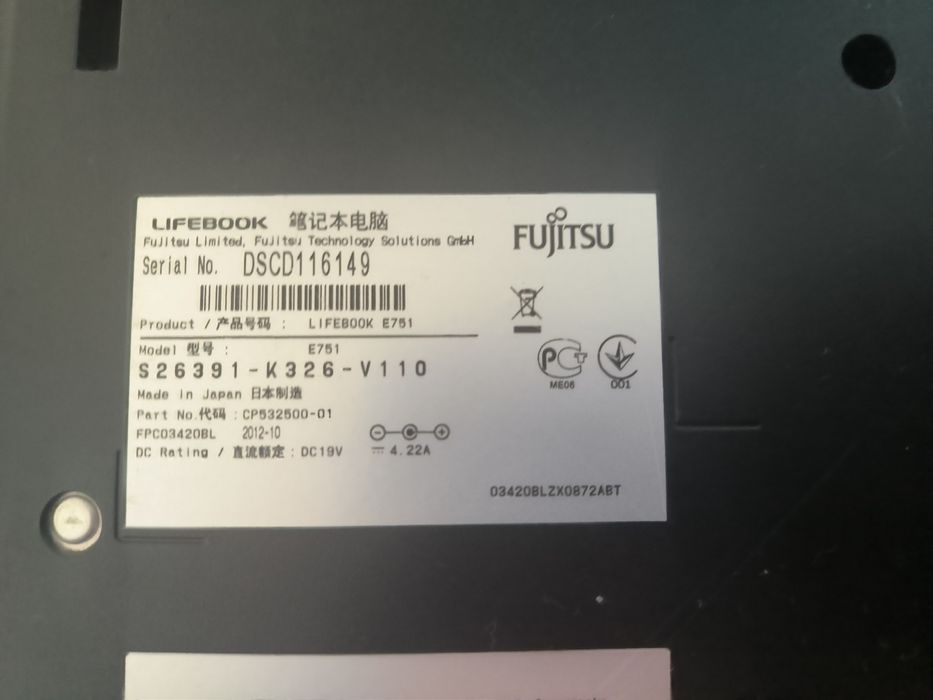 LIFEBOOK 笔记本电脑
FUJITSU
Fujitsu Limited, Fujitsu Technology Solutions GmbH
Serial No. DSCD116149
Product / 产品号码 : LIFEBOOK E751
Model 型号 : E751
S26391-K326-V110
PCT
ME06
001
Made in Japan 日本制造
Part No.代码 : CP532500-01
FPC03420BL 2012-10
DC Rating / 直流额定 : DC19V 4.22A
03420BLZX0872ABT